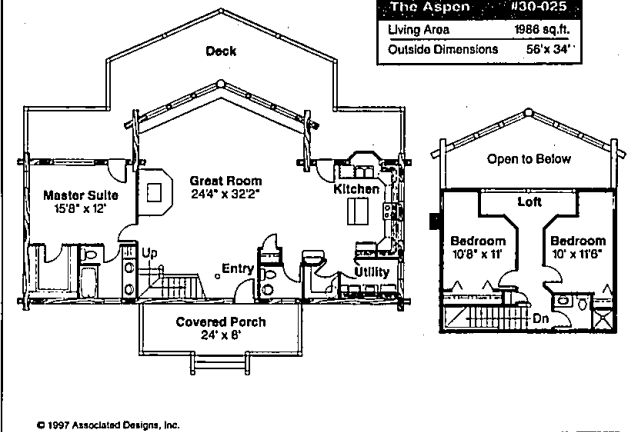 The Aspen #30-025
Living Area 1986 sq.ft.
Outside Dimensions 56'x 34'
Deck
Great Room
24'4" x 32'2"
Kitchen
Master Suite
15'8" x 12'
Up
Entry
Utility
Covered Porch
24' x 8'
Open to Below
Loft
Bedroom
10'8" x 11'
Bedroom
10' x 11'6"
Dn
© 1997 Associated Designs, Inc.